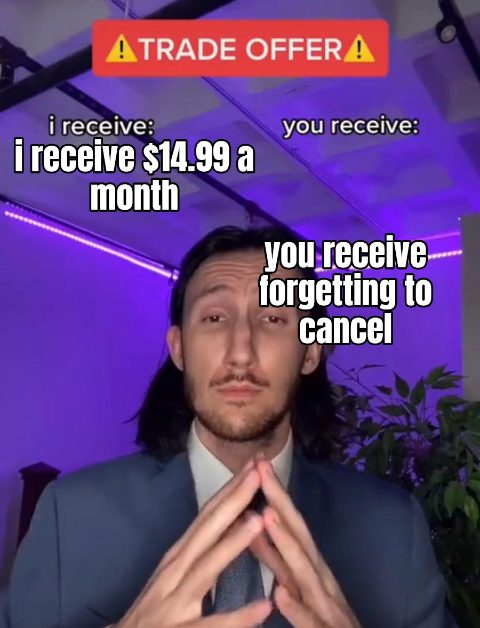 ⚠️TRADE OFFER⚠️
i receive:
you receive:
i receive $14.99 a
month
you receive
forgetting to
cancel